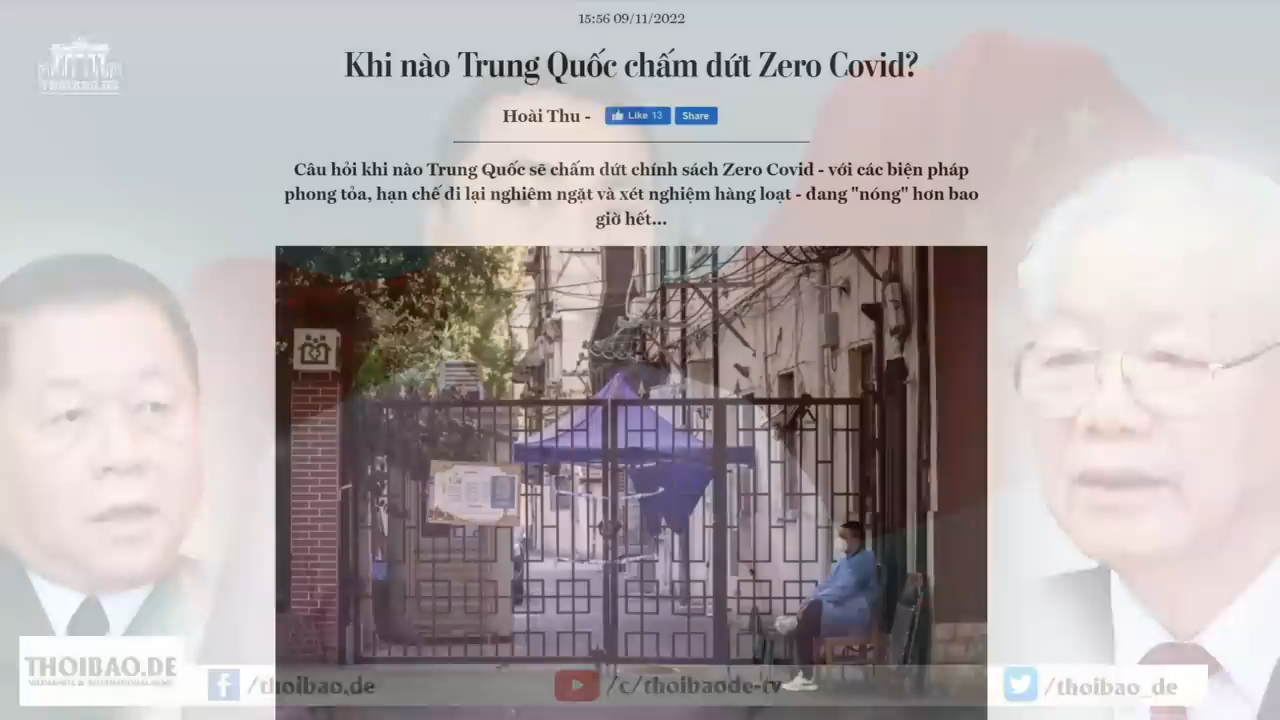 15:56 09/11/2022
THOIBAO.DE
Khi nào Trung Quốc chấm dứt Zero Covid?
Hoài Thu -
Like 13
Share
Câu hỏi khi nào Trung Quốc sẽ chấm dứt chính sách Zero Covid - với các biện pháp
phong tỏa, hạn chế đi lại nghiêm ngặt và xét nghiệm hàng loạt - đang "nóng" hơn bao
giờ hết...
THOIBAO.DE
/thoibao.de
/c/thoibaode-tv
/thoibao_de